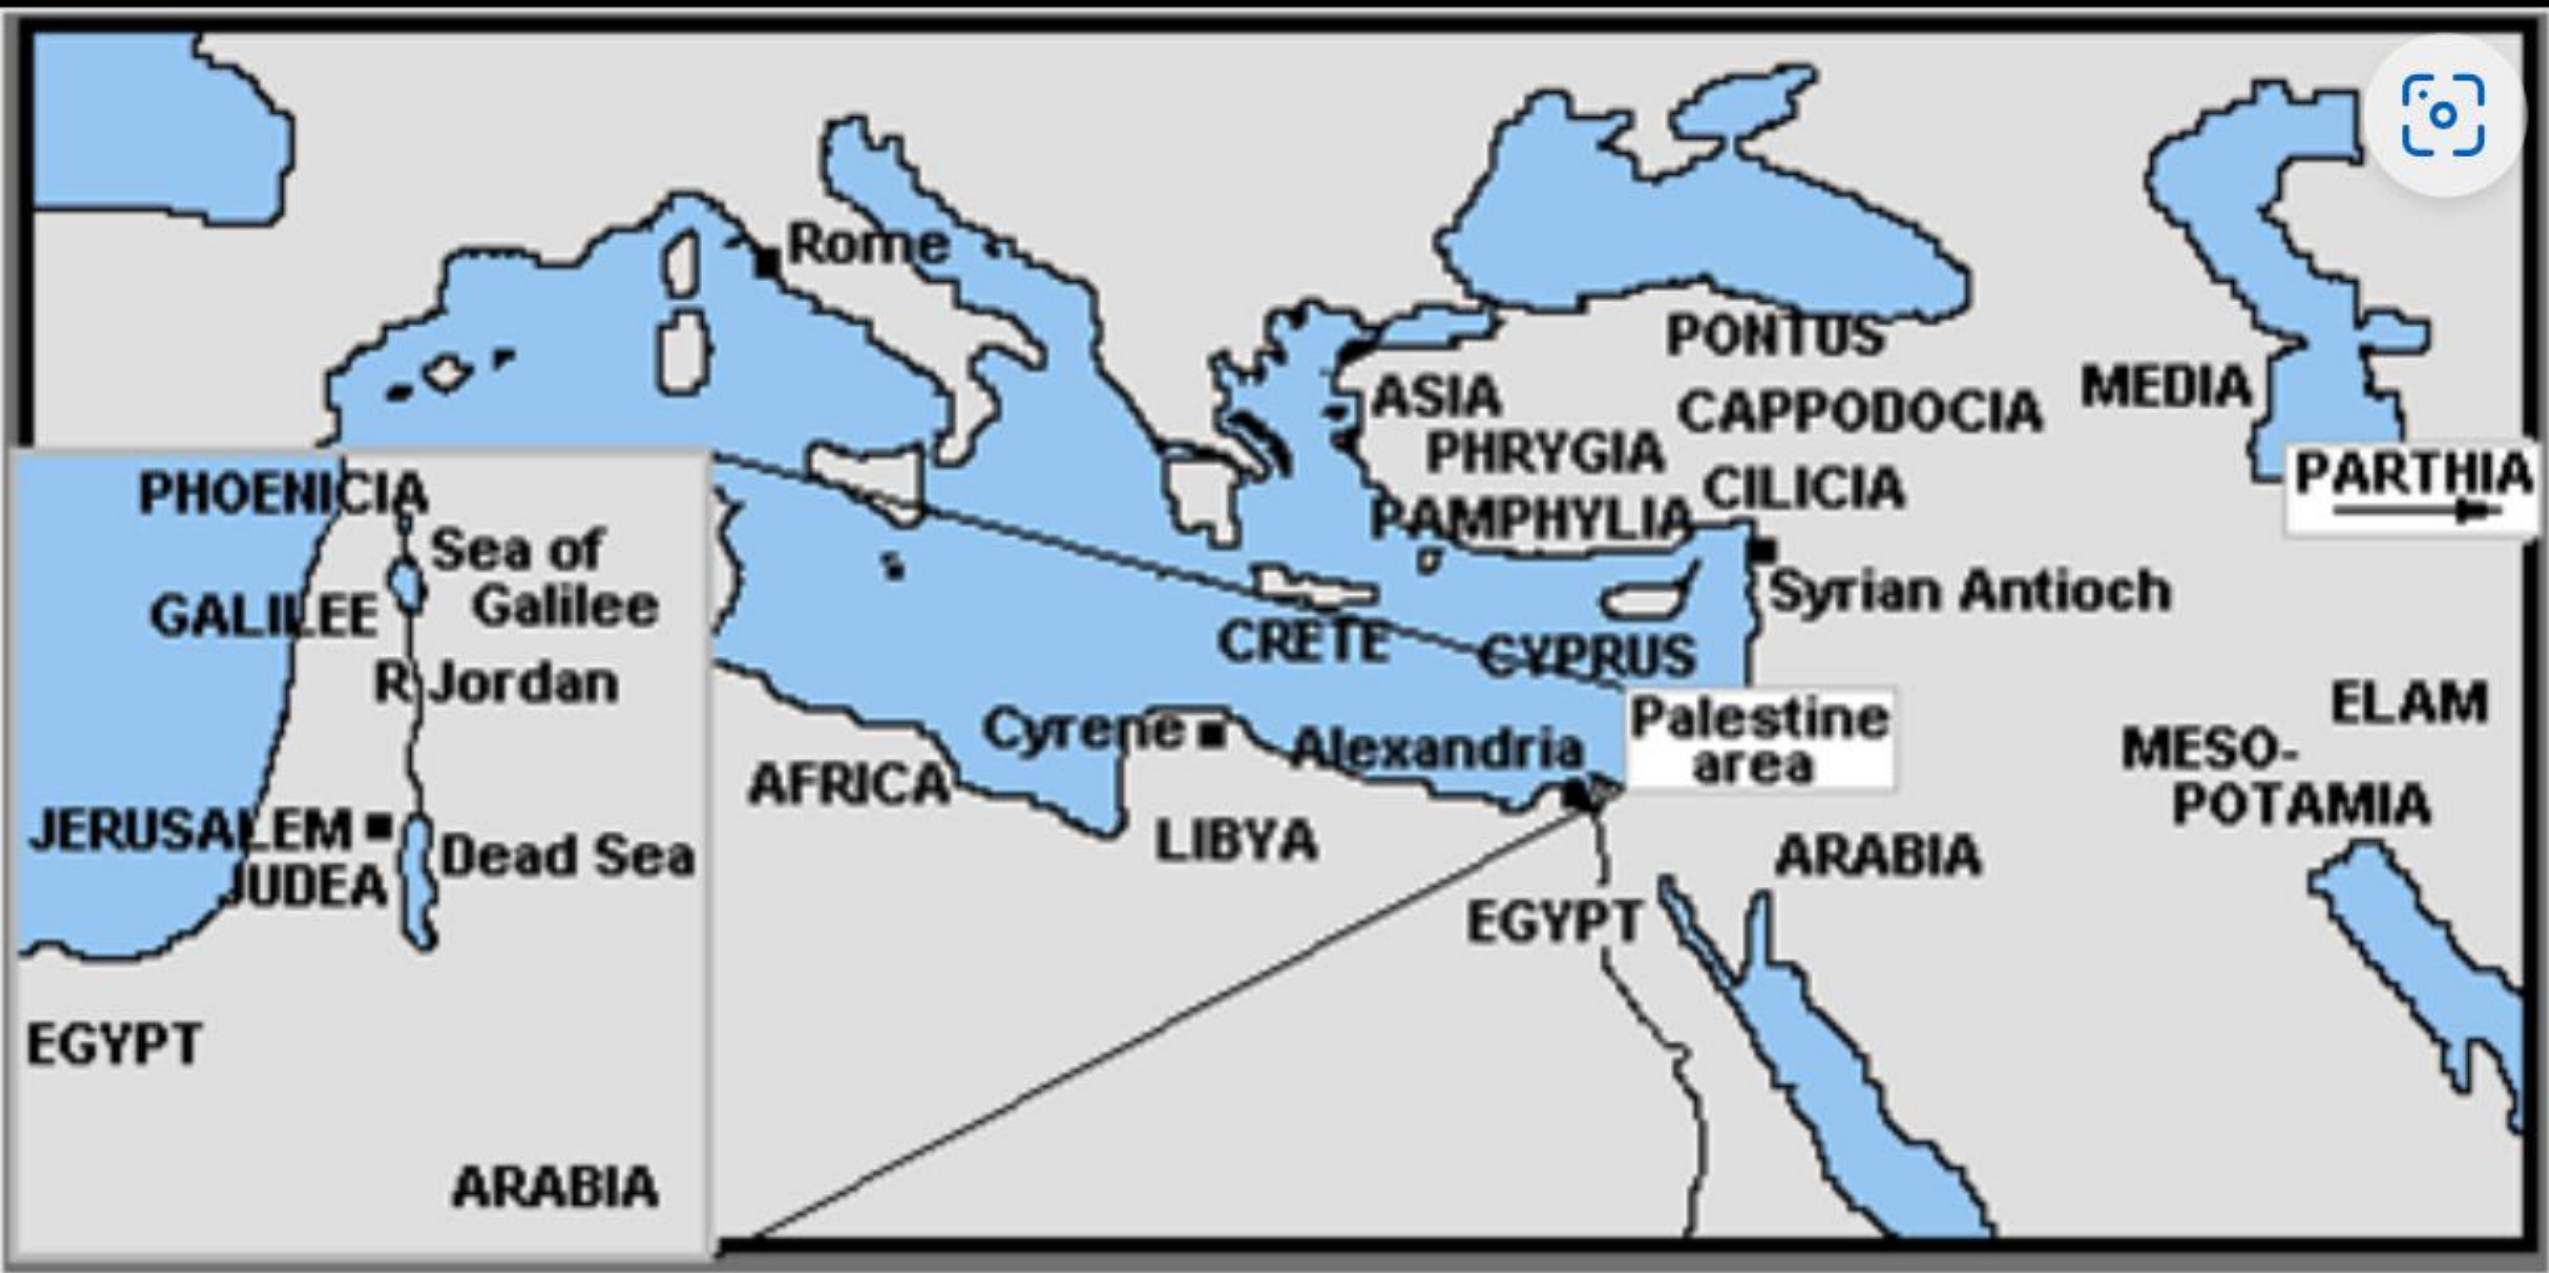 Rome
PONTUS
ASIA
CAPPODOCIA
MEDIA
PHRYGIA
CILICIA
PARTHIA
PAMPHYLIA
Syrian Antioch
CRETE
CYPRUS
Palestine
area
ELAM
MESO-
POTAMIA
Cyrene
Alexandria
AFRICA
LIBYA
ARABIA
EGYPT
PHOENICIA
Sea of
Galilee
GALILEE
R Jordan
JERUSALEM
Dead Sea
JUDEA
EGYPT
ARABIA